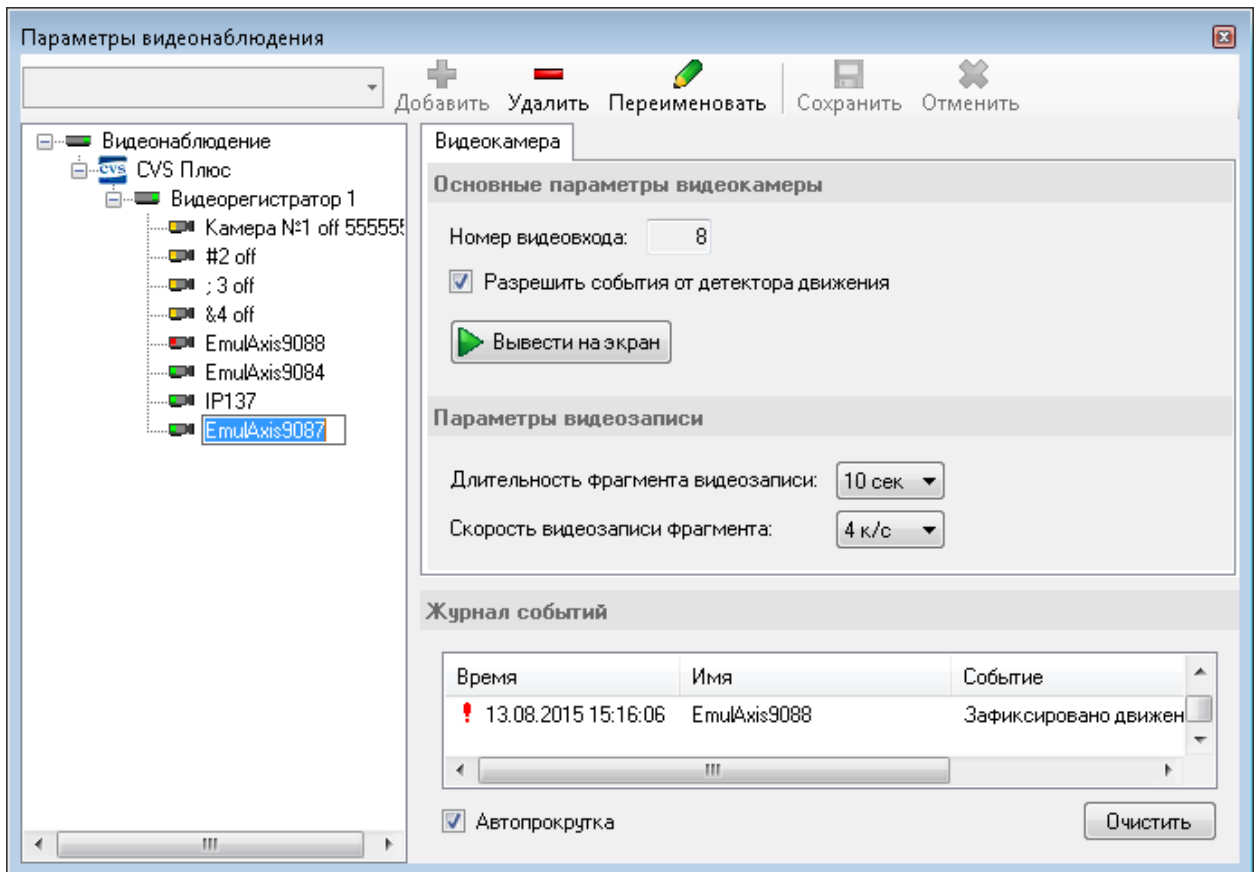 Параметры видеонаблюдения
Добавить Удалить Переименовать Сохранить Отменить
Видеонаблюдение
cvs CVS Плюс
Видеорегистратор 1
Камера №1 off 555555
#2 off
; 3 off
&4 off
EmulAxis9088
EmulAxis9084
IP137
EmulAxis9087
Видеокамера
Основные параметры видеокамеры
Номер видеовхода: 8
Разрешить события от детектора движения
Вывести на экран
Параметры видеозаписи
Длительность фрагмента видеозаписи: 10 сек
Скорость видеозаписи фрагмента: 4 к/с
Журнал событий
Время Имя Событие
13.08.2015 15:16:06 EmulAxis9088 Зафиксировано движен
Автопрокрутка Очистить